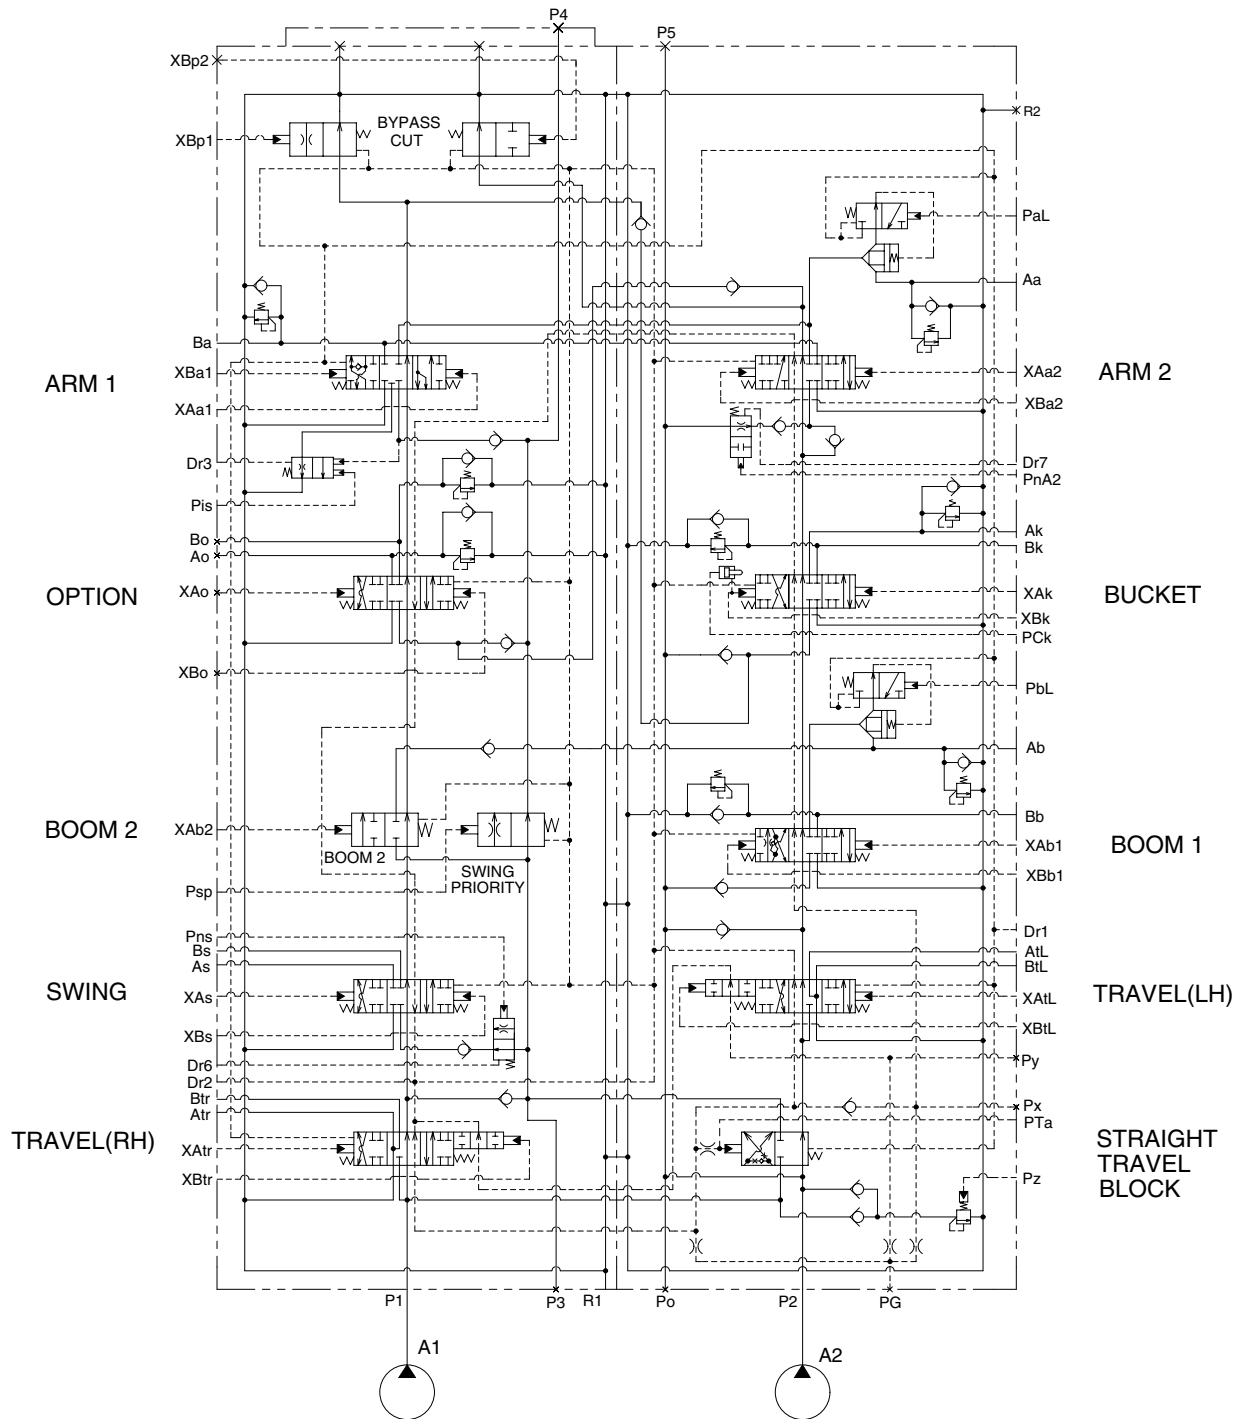 P4
P5
XBp2
R2
BYPASS
CUT
XBp1
PaL
Aa
Ba
ARM 1
XBa1
XAa2
ARM 2
XAa1
XBa2
Dr3
Dr7
PnA2
Pis
Ak
Bo
Bk
Ao
OPTION
XAo
XAk
BUCKET
XBk
PCk
XBo
PbL
Ab
Bb
BOOM 2
XAb2
XAb1
BOOM 1
BOOM 2
SWING
PRIORITY
XBb1
Psp
Pns
Dr1
Bs
AtL
As
BtL
SWING
XAs
XAtL
TRAVEL(LH)
XBs
XBtL
Dr6
Py
Dr2
Btr
Px
Atr
PTa
TRAVEL(RH)
XAtr
STRAIGHT
TRAVEL
BLOCK
XBtr
Pz
P1
P3
R1
Po
P2
PG
A1
A2